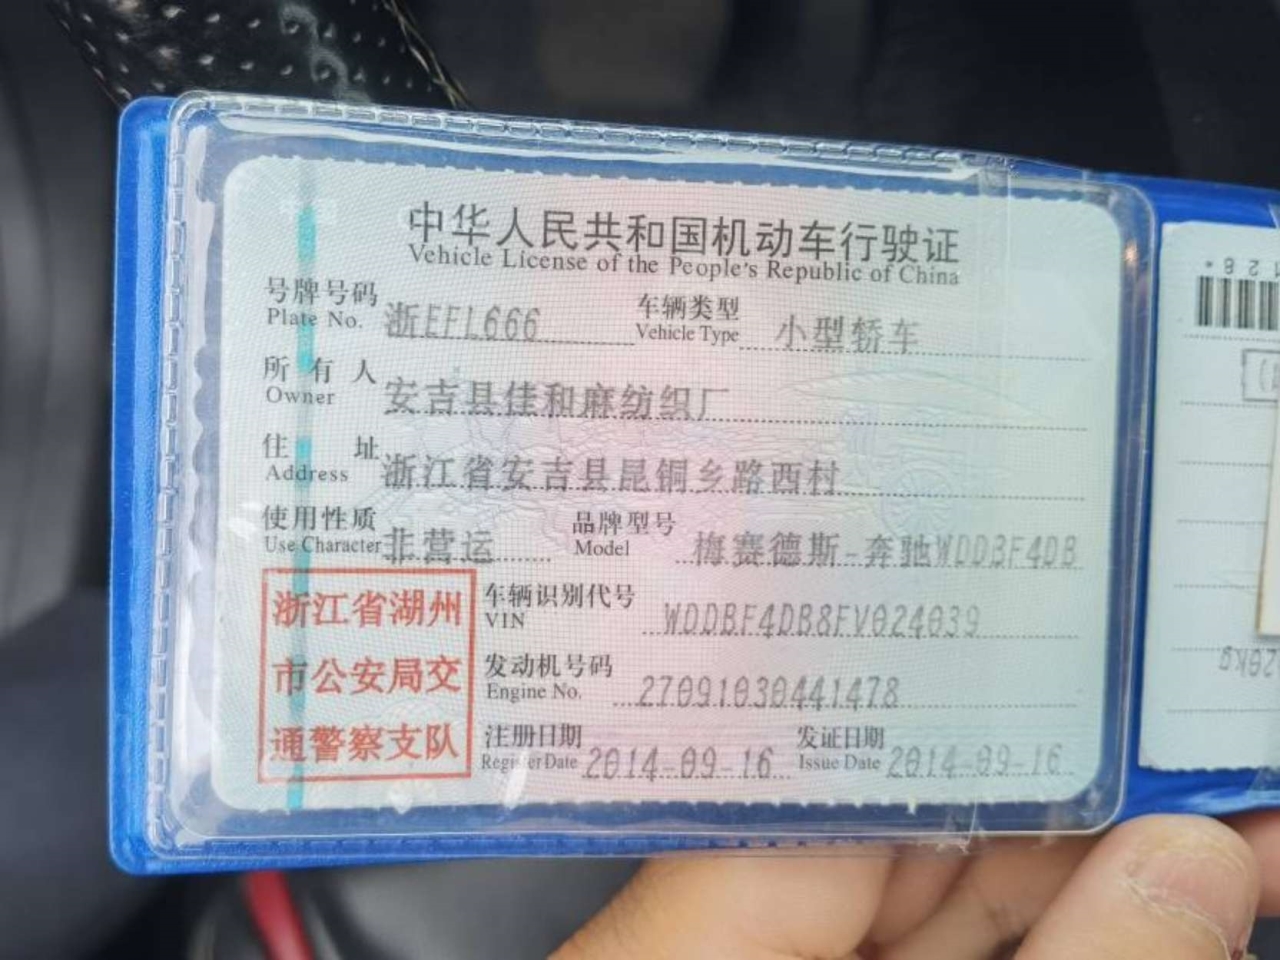 中华人民共和国机动车行驶证
Vehicle License of the People's Republic of China
号牌号码 浙EFL666 车辆类型 小型轿车
Plate No. Vehicle Type
所有人 安吉县佳和麻纺织厂
Owner
住址 浙江省安吉县昆铜乡路西村
Address
使用性质 非营运 品牌型号 梅赛德斯-奔驰WDDBF4DB
Use Character Model
浙江省湖州
市公安局交
通警察支队
车辆识别代号 WDDBF4DB8FV024039
VIN
发动机号码 27091030441478
Engine No.
注册日期 2014-09-16 发证日期 2014-09-16
Register Date Issue Date